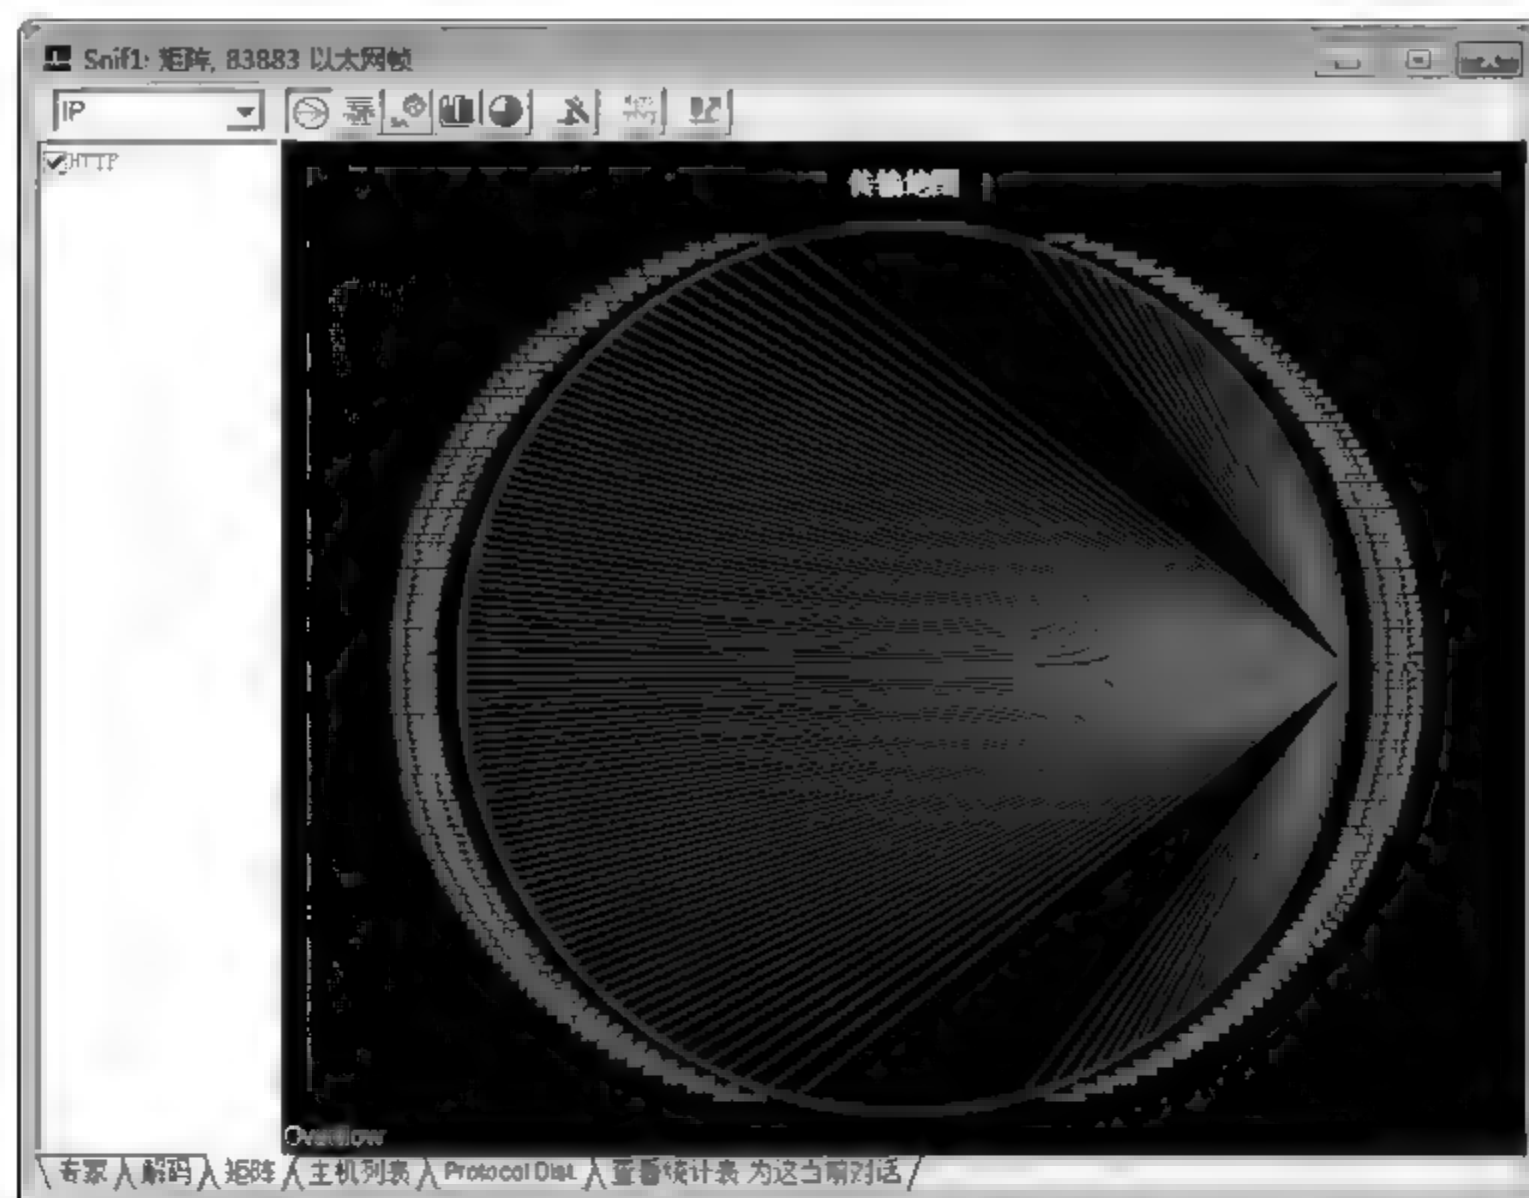 Snif1: 矩阵, 83883 以太网帧
IP
HTTP
传输地图
Overflow
专家 解码 矩阵 主机列表 Protocol Dist. 查看统计表 为这当前对话